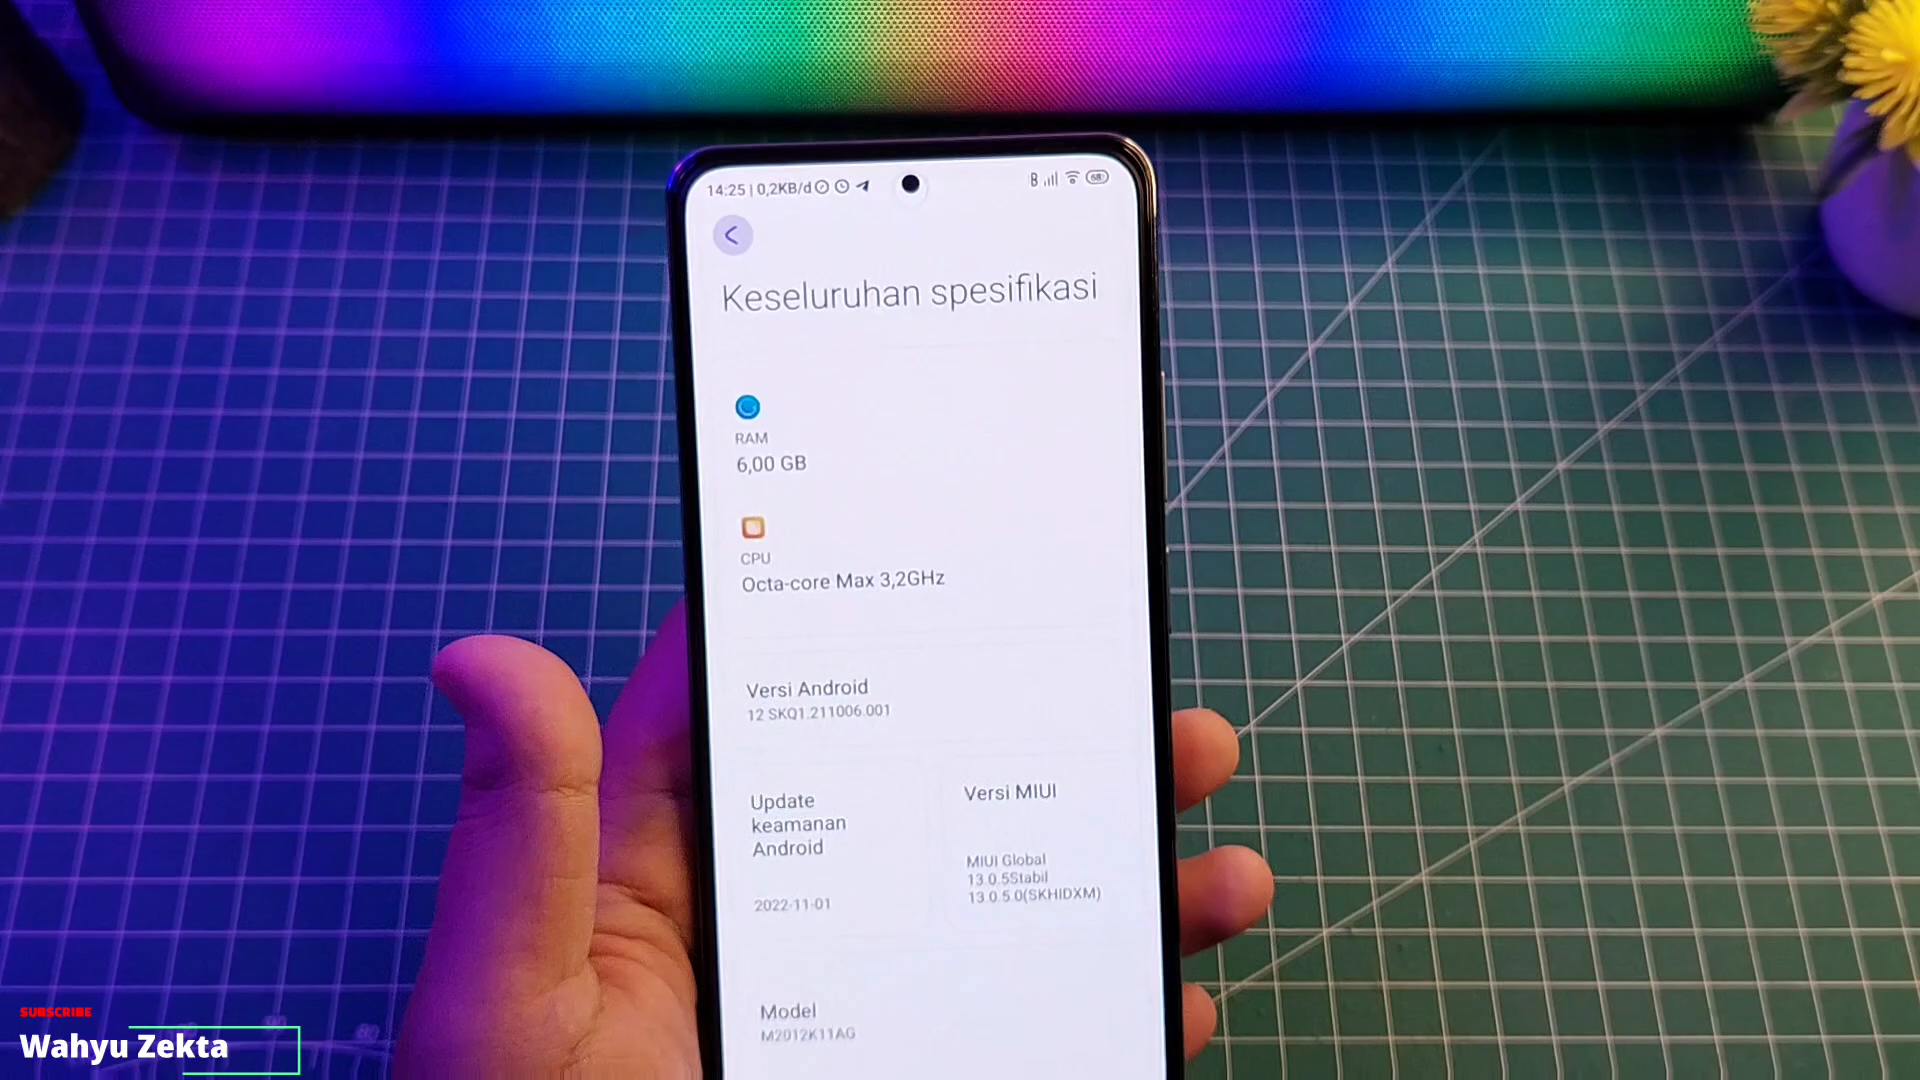 14:25 | 0,2KB/d
68
Keseluruhan spesifikasi
RAM
6,00 GB
CPU
Octa-core Max 3,2GHz
Versi Android
12 SKQ1.211006.001
Update
keamanan
Android
2022-11-01
Versi MIUI
MIUI Global
13.0.5Stabil
13.0.5.0(SKHIDXM)
Model
M2012K11AG
SUBSCRIBE
Wahyu Zekta